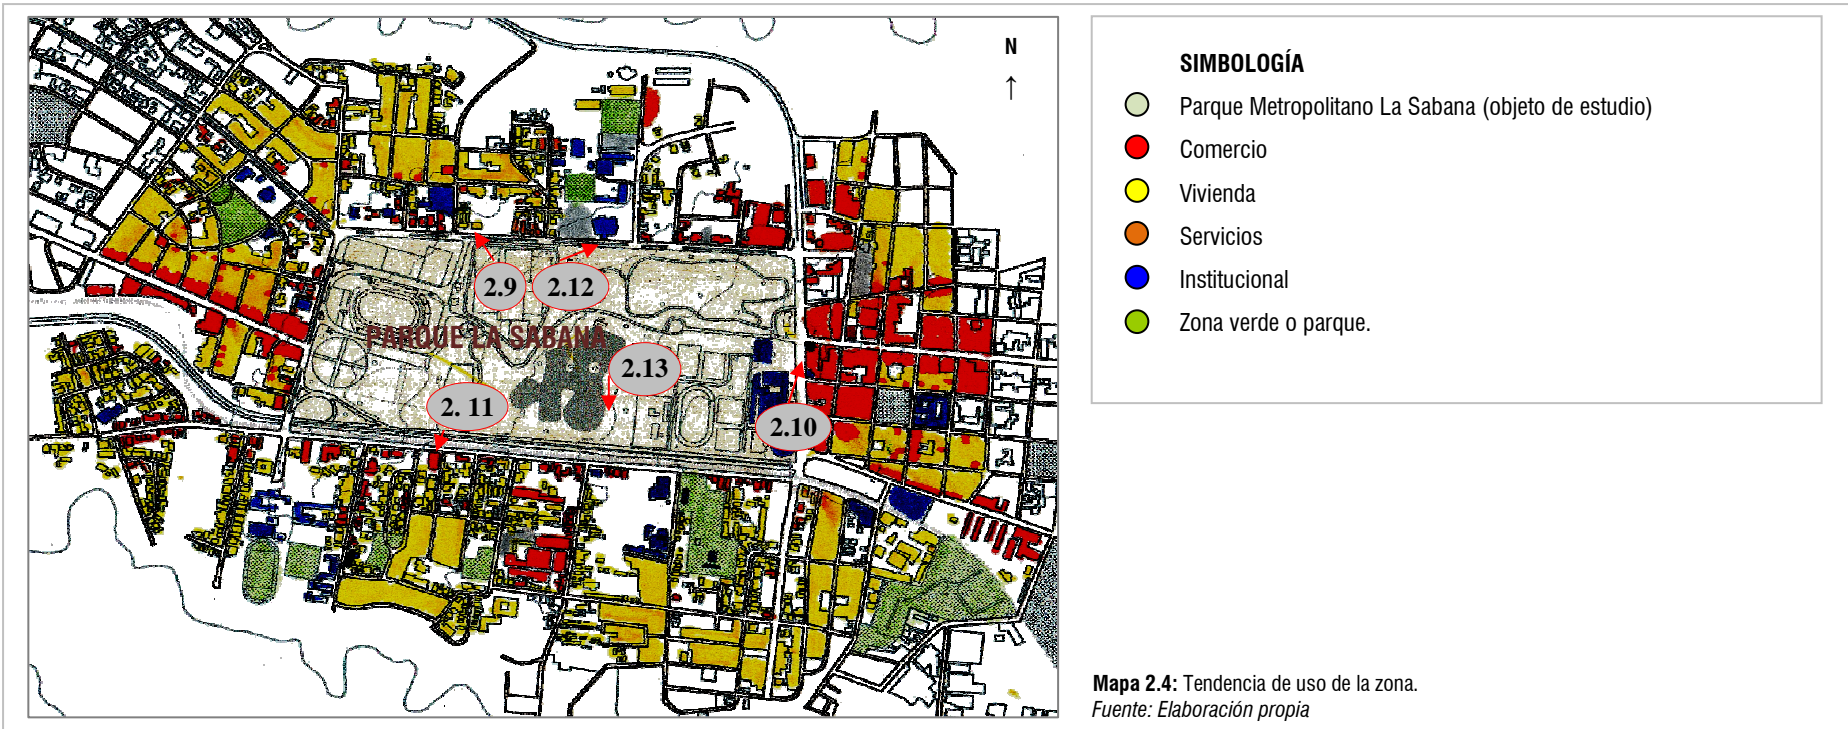 N
2.9
2.12
PARQUE LA SABANA
2.13
2. 11
2.10
SIMBOLOGÍA
Parque Metropolitano La Sabana (objeto de estudio)
Comercio
Vivienda
Servicios
Institucional
Zona verde o parque.
Mapa 2.4: Tendencia de uso de la zona.
Fuente: Elaboración propia